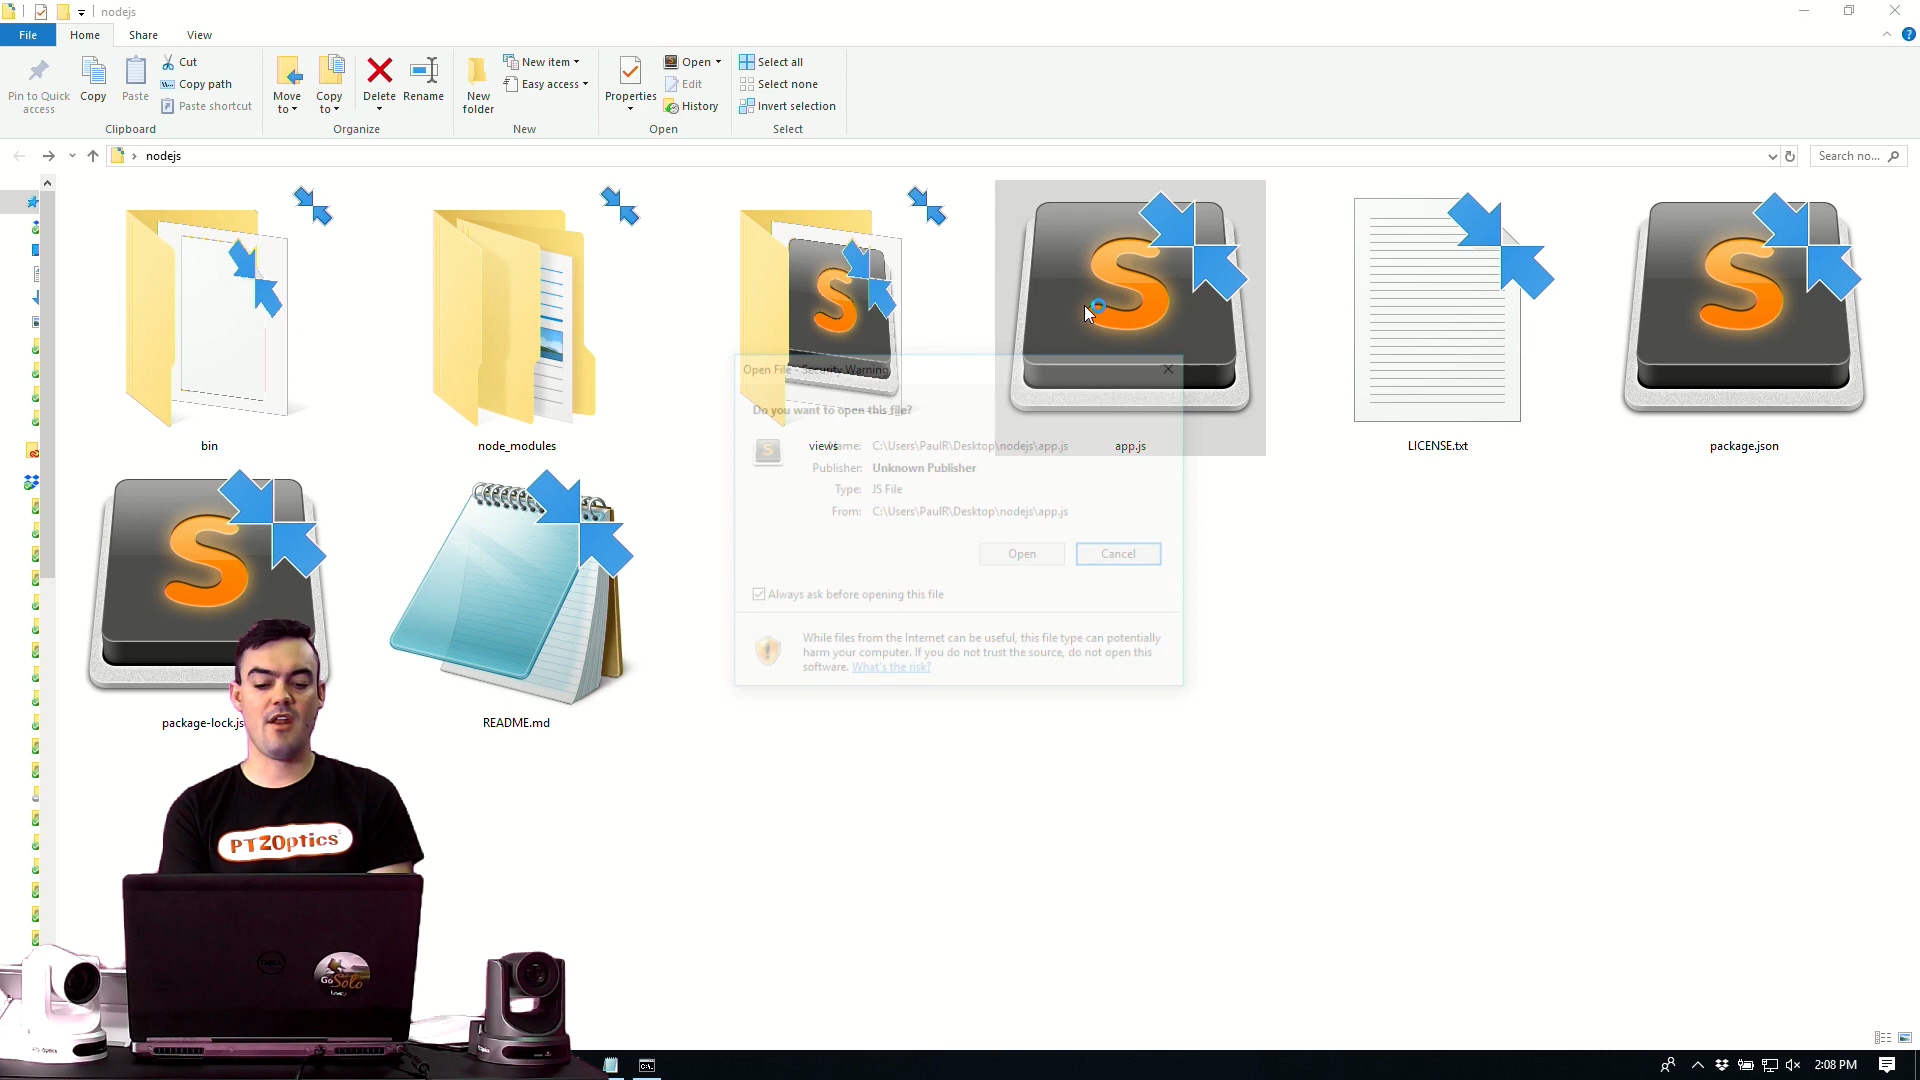 nodejs
File
Home
Share
View
Pin to Quick access
Copy
Paste
Cut
Copy path
Paste shortcut
Clipboard
Move to
Copy to
Delete
Rename
Organize
New folder
New item
Easy access
New
Properties
Open
Edit
History
Open
Select all
Select none
Invert selection
Select
nodejs
Search no...
bin
node_modules
views
app.js
LICENSE.txt
package.json
Open File - Security Warning
Do you want to open this file?
Name: C:\Users\PaulR\Desktop\nodejs\app.js
Publisher: Unknown Publisher
Type: JS File
From: C:\Users\PaulR\Desktop\nodejs\app.js
Open
Cancel
Always ask before opening this file
While files from the Internet can be useful, this file type can potentially
harm your computer. If you do not trust the source, do not open this
software. What's the risk?
package-lock.js
README.md
PTZOptics
DELL
Go Solo
2:08 PM